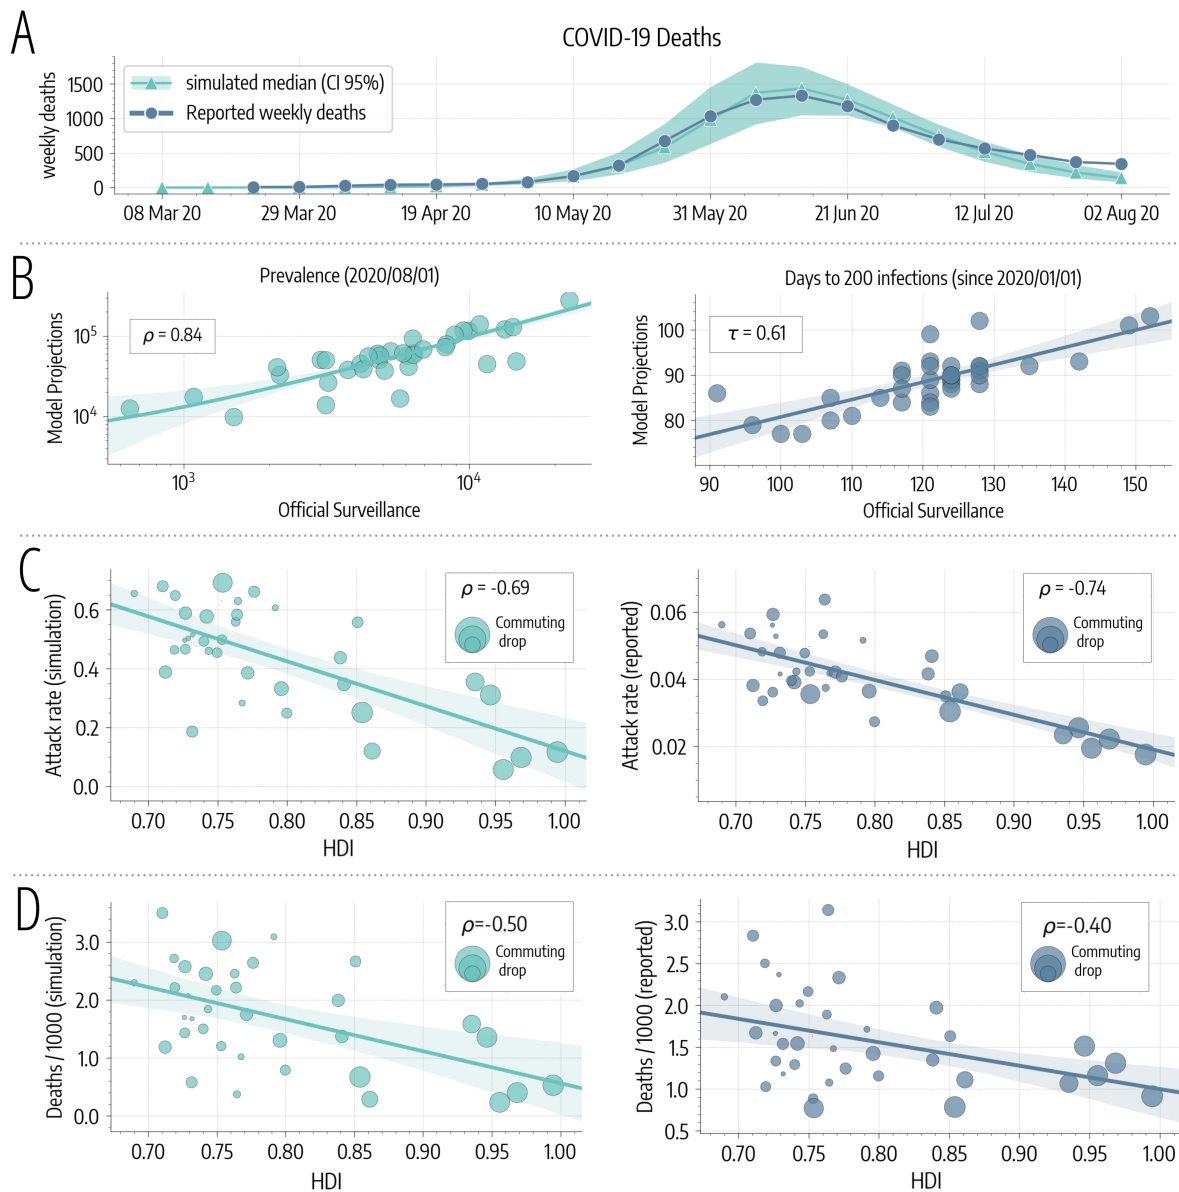 A
COVID-19 Deaths
weekly deaths
1500
1000
500
0
simulated median (CI 95%)
Reported weekly deaths
08 Mar 20 29 Mar 20 19 Apr 20 10 May 20 31 May 20 21 Jun 20 12 Jul 20 02 Aug 20
B
Prevalence (2020/08/01)
Model Projections
10⁵
10⁴
ρ = 0.84
10³ 10⁴
Official Surveillance
Days to 200 infections (since 2020/01/01)
Model Projections
100
90
80
τ = 0.61
90 100 110 120 130 140 150
Official Surveillance
C
Attack rate (simulation)
0.6
0.4
0.2
0.0
ρ = -0.69
Commuting
drop
0.70 0.75 0.80 0.85 0.90 0.95 1.00
HDI
Attack rate (reported)
0.06
0.04
0.02
ρ = -0.74
Commuting
drop
0.70 0.75 0.80 0.85 0.90 0.95 1.00
HDI
D
Deaths / 1000 (simulation)
3.0
2.0
1.0
0.0
ρ=-0.50
Commuting
drop
0.70 0.75 0.80 0.85 0.90 0.95 1.00
HDI
Deaths / 1000 (reported)
3.0
2.5
2.0
1.5
1.0
0.5
ρ=-0.40
Commuting
drop
0.70 0.75 0.80 0.85 0.90 0.95 1.00
HDI